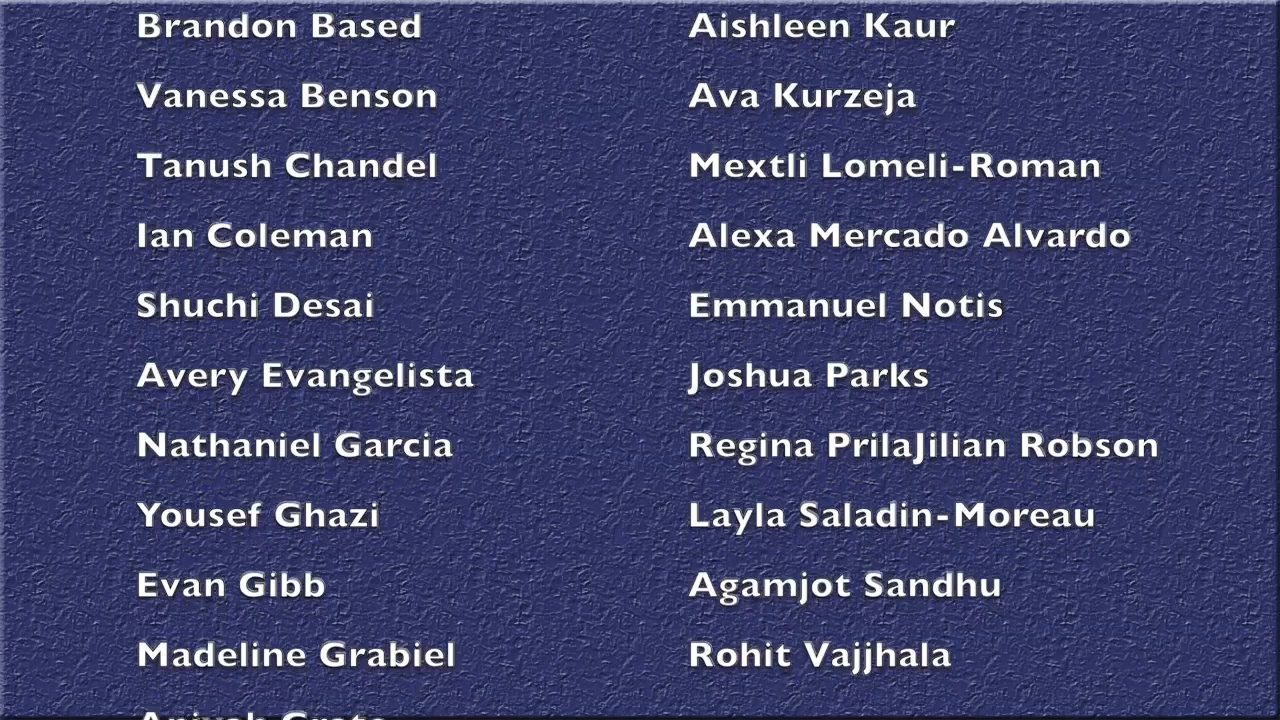 Brandon Based
Vanessa Benson
Tanush Chandel
Ian Coleman
Shuchi Desai
Avery Evangelista
Nathaniel Garcia
Yousef Ghazi
Evan Gibb
Madeline Grabiel
Aishleen Kaur
Ava Kurzeja
Mextli Lomeli-Roman
Alexa Mercado Alvardo
Emmanuel Notis
Joshua Parks
Regina PrilaJilian Robson
Layla Saladin-Moreau
Agamjot Sandhu
Rohit Vajjhala